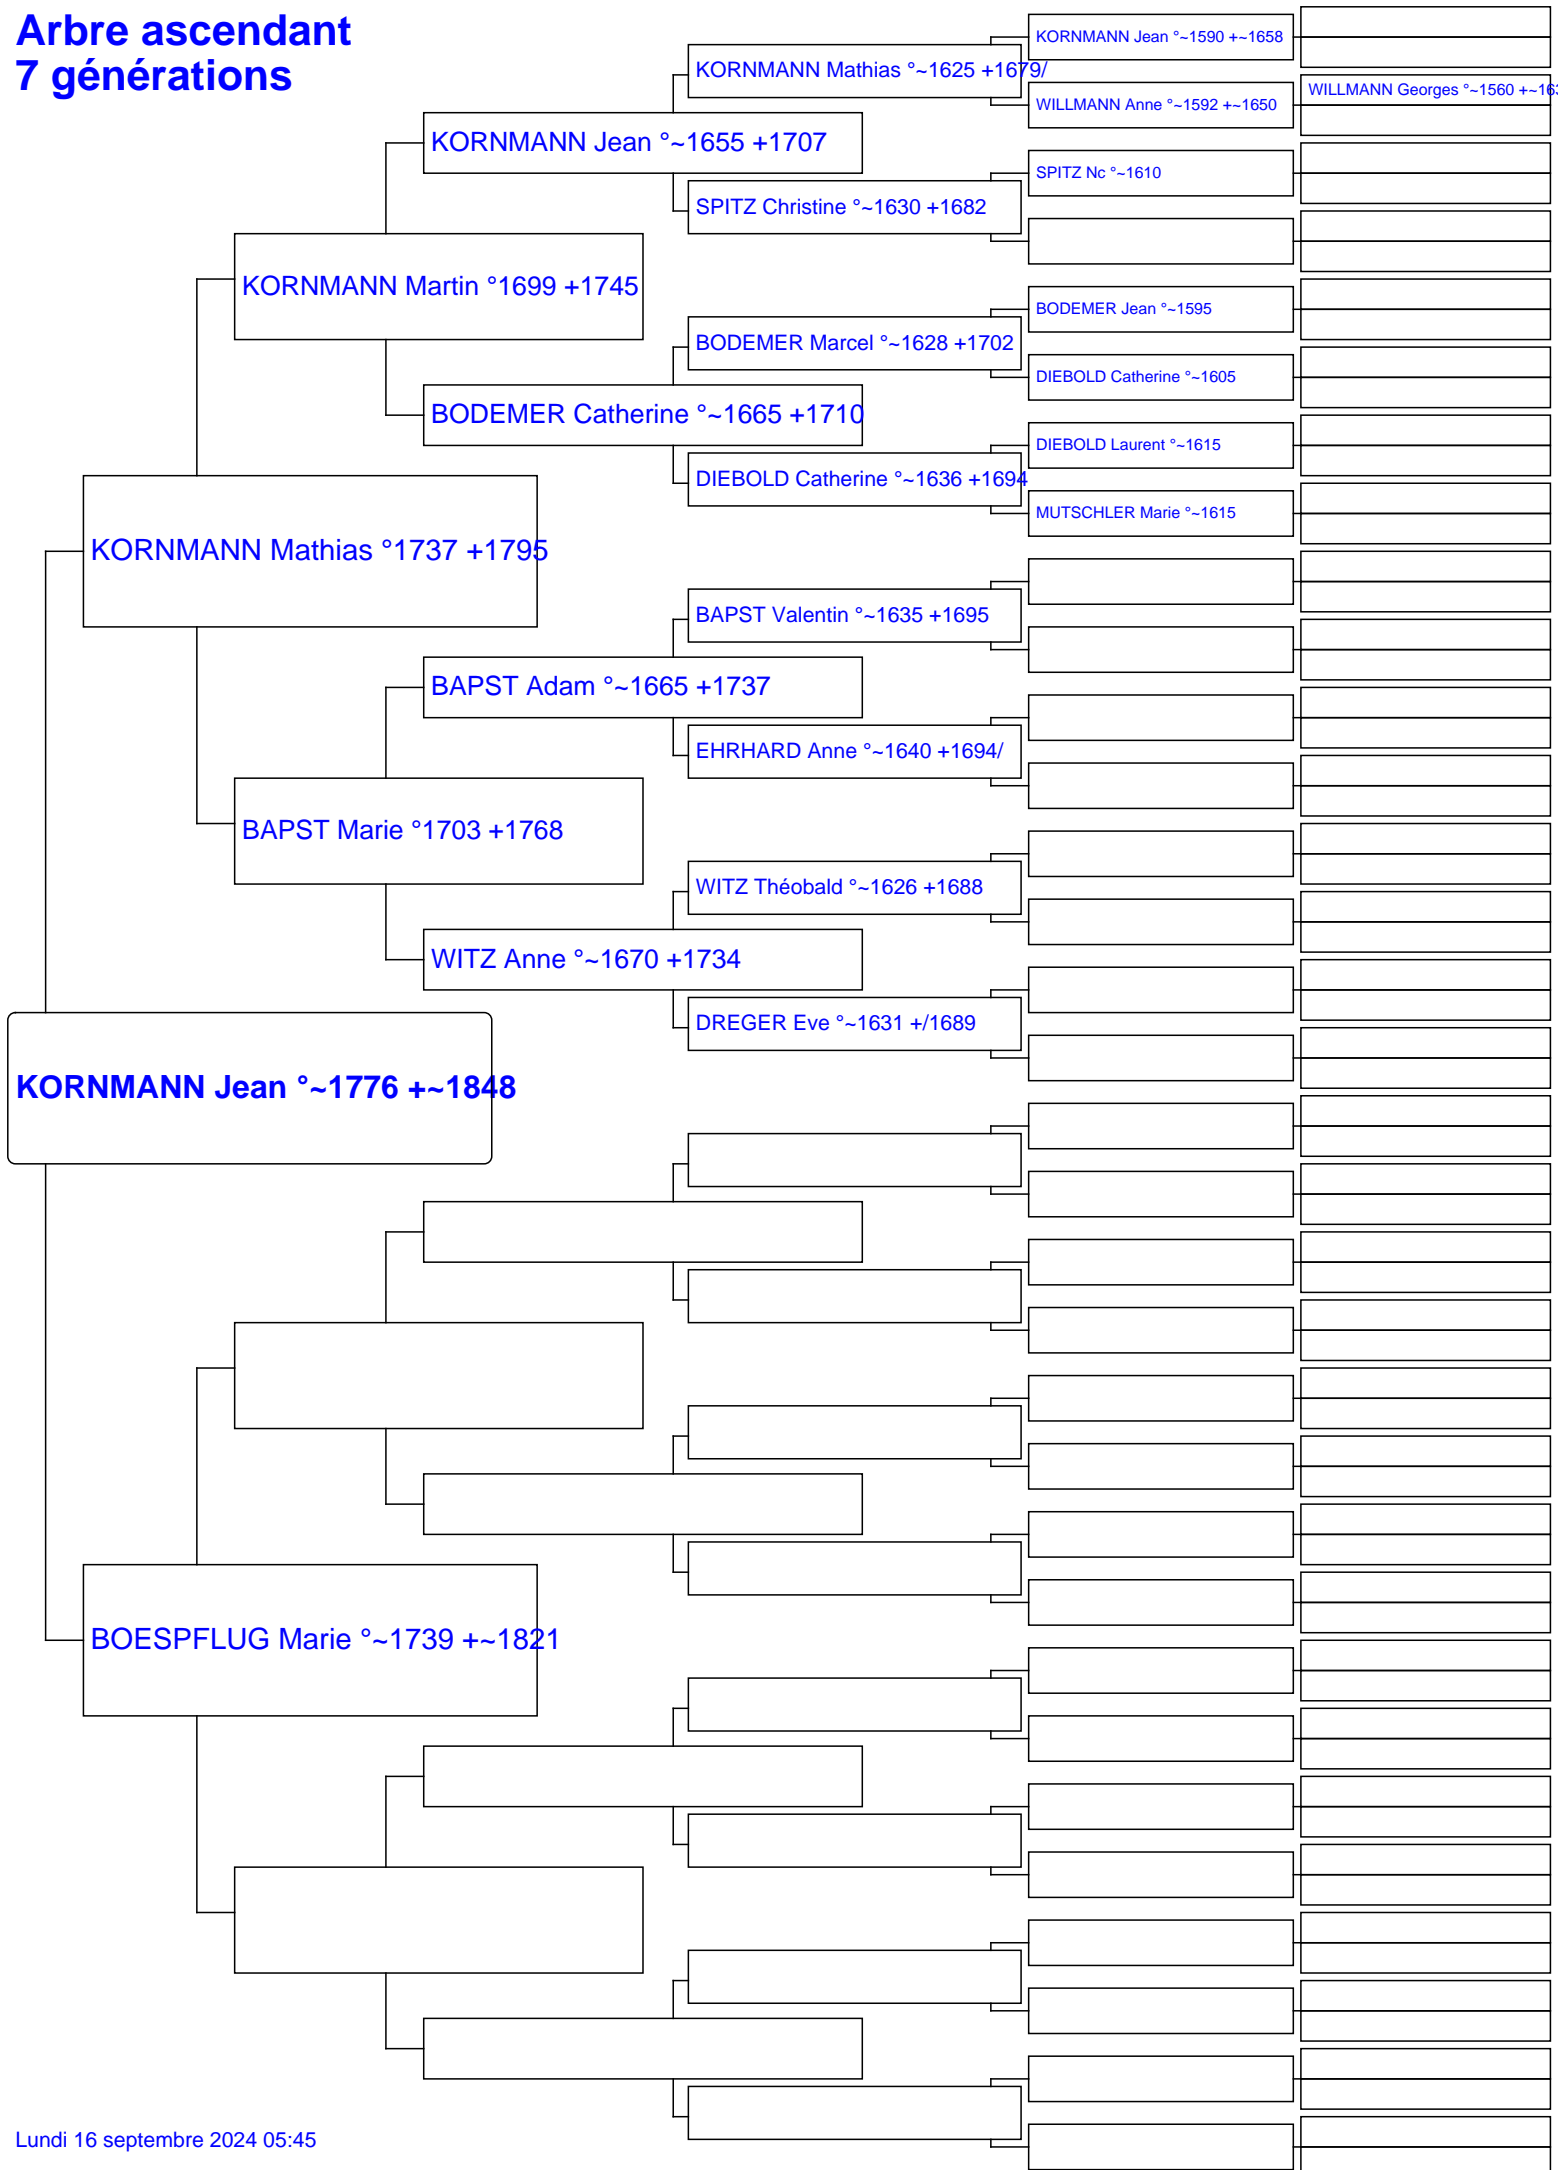 Arbre ascendant
7 générations
KORNMANN Jean °~1590 +~1658
KORNMANN Mathias °~1625 +1679/
WILLMANN Georges °~1560 +~163
WILLMANN Anne °~1592 +~1650
KORNMANN Jean °~1655 +1707
SPITZ Nc °~1610
SPITZ Christine °~1630 +1682
KORNMANN Martin °1699 +1745
BODEMER Jean °~1595
BODEMER Marcel °~1628 +1702
DIEBOLD Catherine °~1605
BODEMER Catherine °~1665 +1710
DIEBOLD Laurent °~1615
DIEBOLD Catherine °~1636 +1694
MUTSCHLER Marie °~1615
KORNMANN Mathias °1737 +1795
BAPST Valentin °~1635 +1695
BAPST Adam °~1665 +1737
EHRHARD Anne °~1640 +1694/
BAPST Marie °1703 +1768
WITZ Théobald °~1626 +1688
WITZ Anne °~1670 +1734
DREGER Eve °~1631 +/1689
KORNMANN Jean °~1776 +~1848
BOESPFLUG Marie °~1739 +~1821
Lundi 16 septembre 2024 05:45